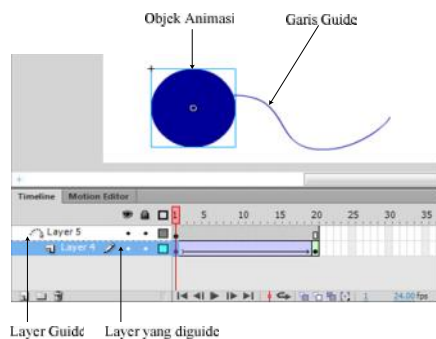 Objek Animasi
Garis Guide
Timeline Motion Editor
1 5 10 15 20 25 30 35
Layer 5
Layer 4
1 24.00 fps
Layer Guide Layer yang diguide